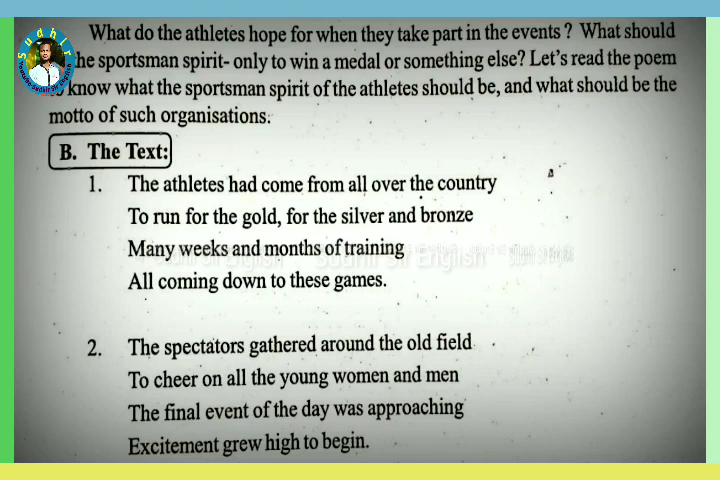 Sudhir
What do the athletes hope for when they take part in the events ? What should
he sportsman spirit- only to win a medal or something else? Let's read the poem
know what the sportsman spirit of the athletes should be, and what should be the
motto of such organisations.
B. The Text:
1. The athletes had come from all over the country
To run for the gold, for the silver and bronze
Many weeks and months of training
Sudhir Sir English
All coming down to these games.
2. The spectators gathered around the old field
To cheer on all the young women and men
The final event of the day was approaching
Excitement grew high to begin.